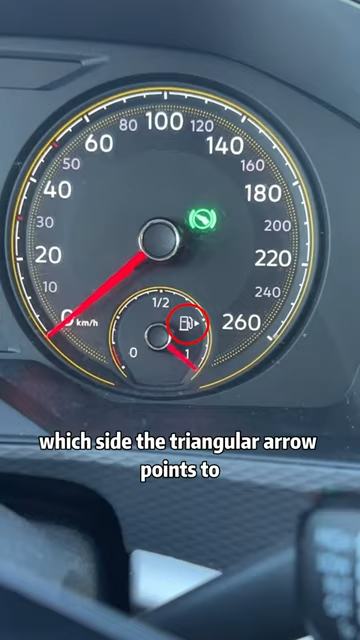 80 100 120
60 140
50 160
40 180
30 200
20 220
10 240
0 km/h 260
1/2
0 1
which side the triangular arrow
points to